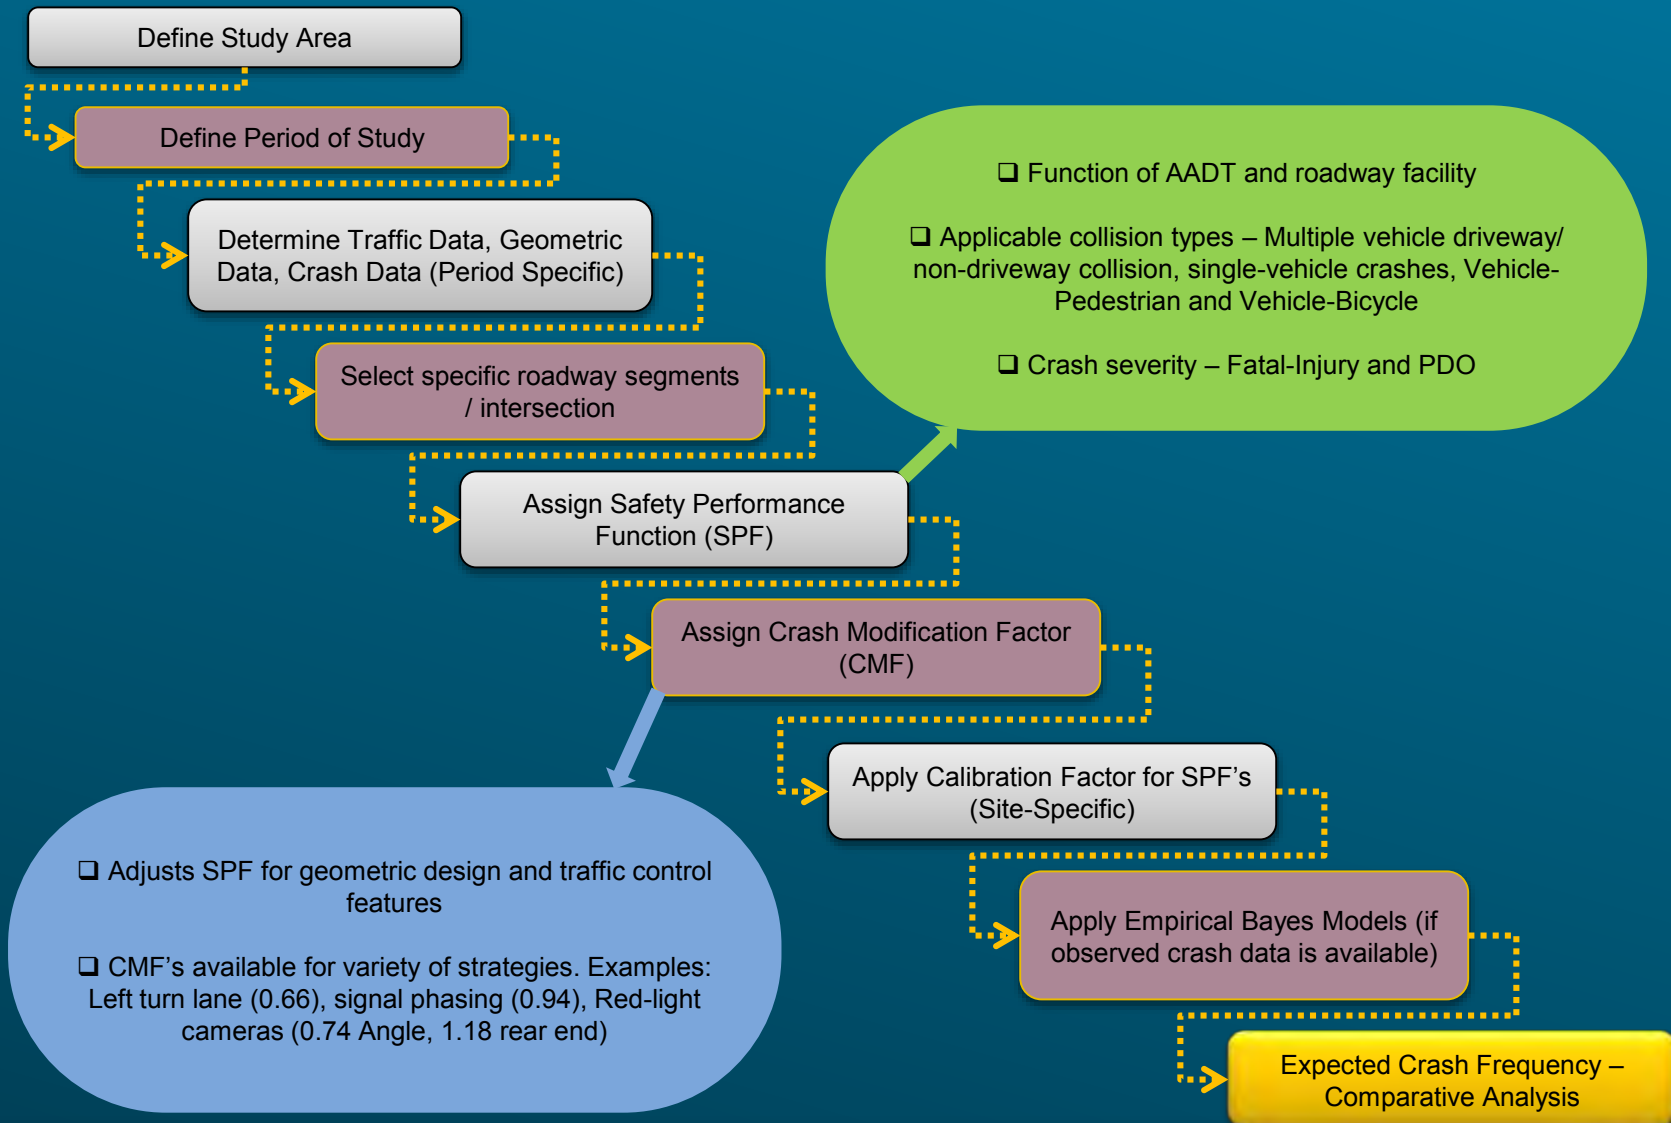 Define Study Area
Define Period of Study
Determine Traffic Data, Geometric
Data, Crash Data (Period Specific)
Select specific roadway segments
/ intersection
Assign Safety Performance
Function (SPF)
❑ Function of AADT and roadway facility
❑ Applicable collision types – Multiple vehicle driveway/
non-driveway collision, single-vehicle crashes, Vehicle-
Pedestrian and Vehicle-Bicycle
❑ Crash severity – Fatal-Injury and PDO
Assign Crash Modification Factor
(CMF)
❑ Adjusts SPF for geometric design and traffic control
features
❑ CMF's available for variety of strategies. Examples:
Left turn lane (0.66), signal phasing (0.94), Red-light
cameras (0.74 Angle, 1.18 rear end)
Apply Calibration Factor for SPF's
(Site-Specific)
Apply Empirical Bayes Models (if
observed crash data is available)
Expected Crash Frequency –
Comparative Analysis